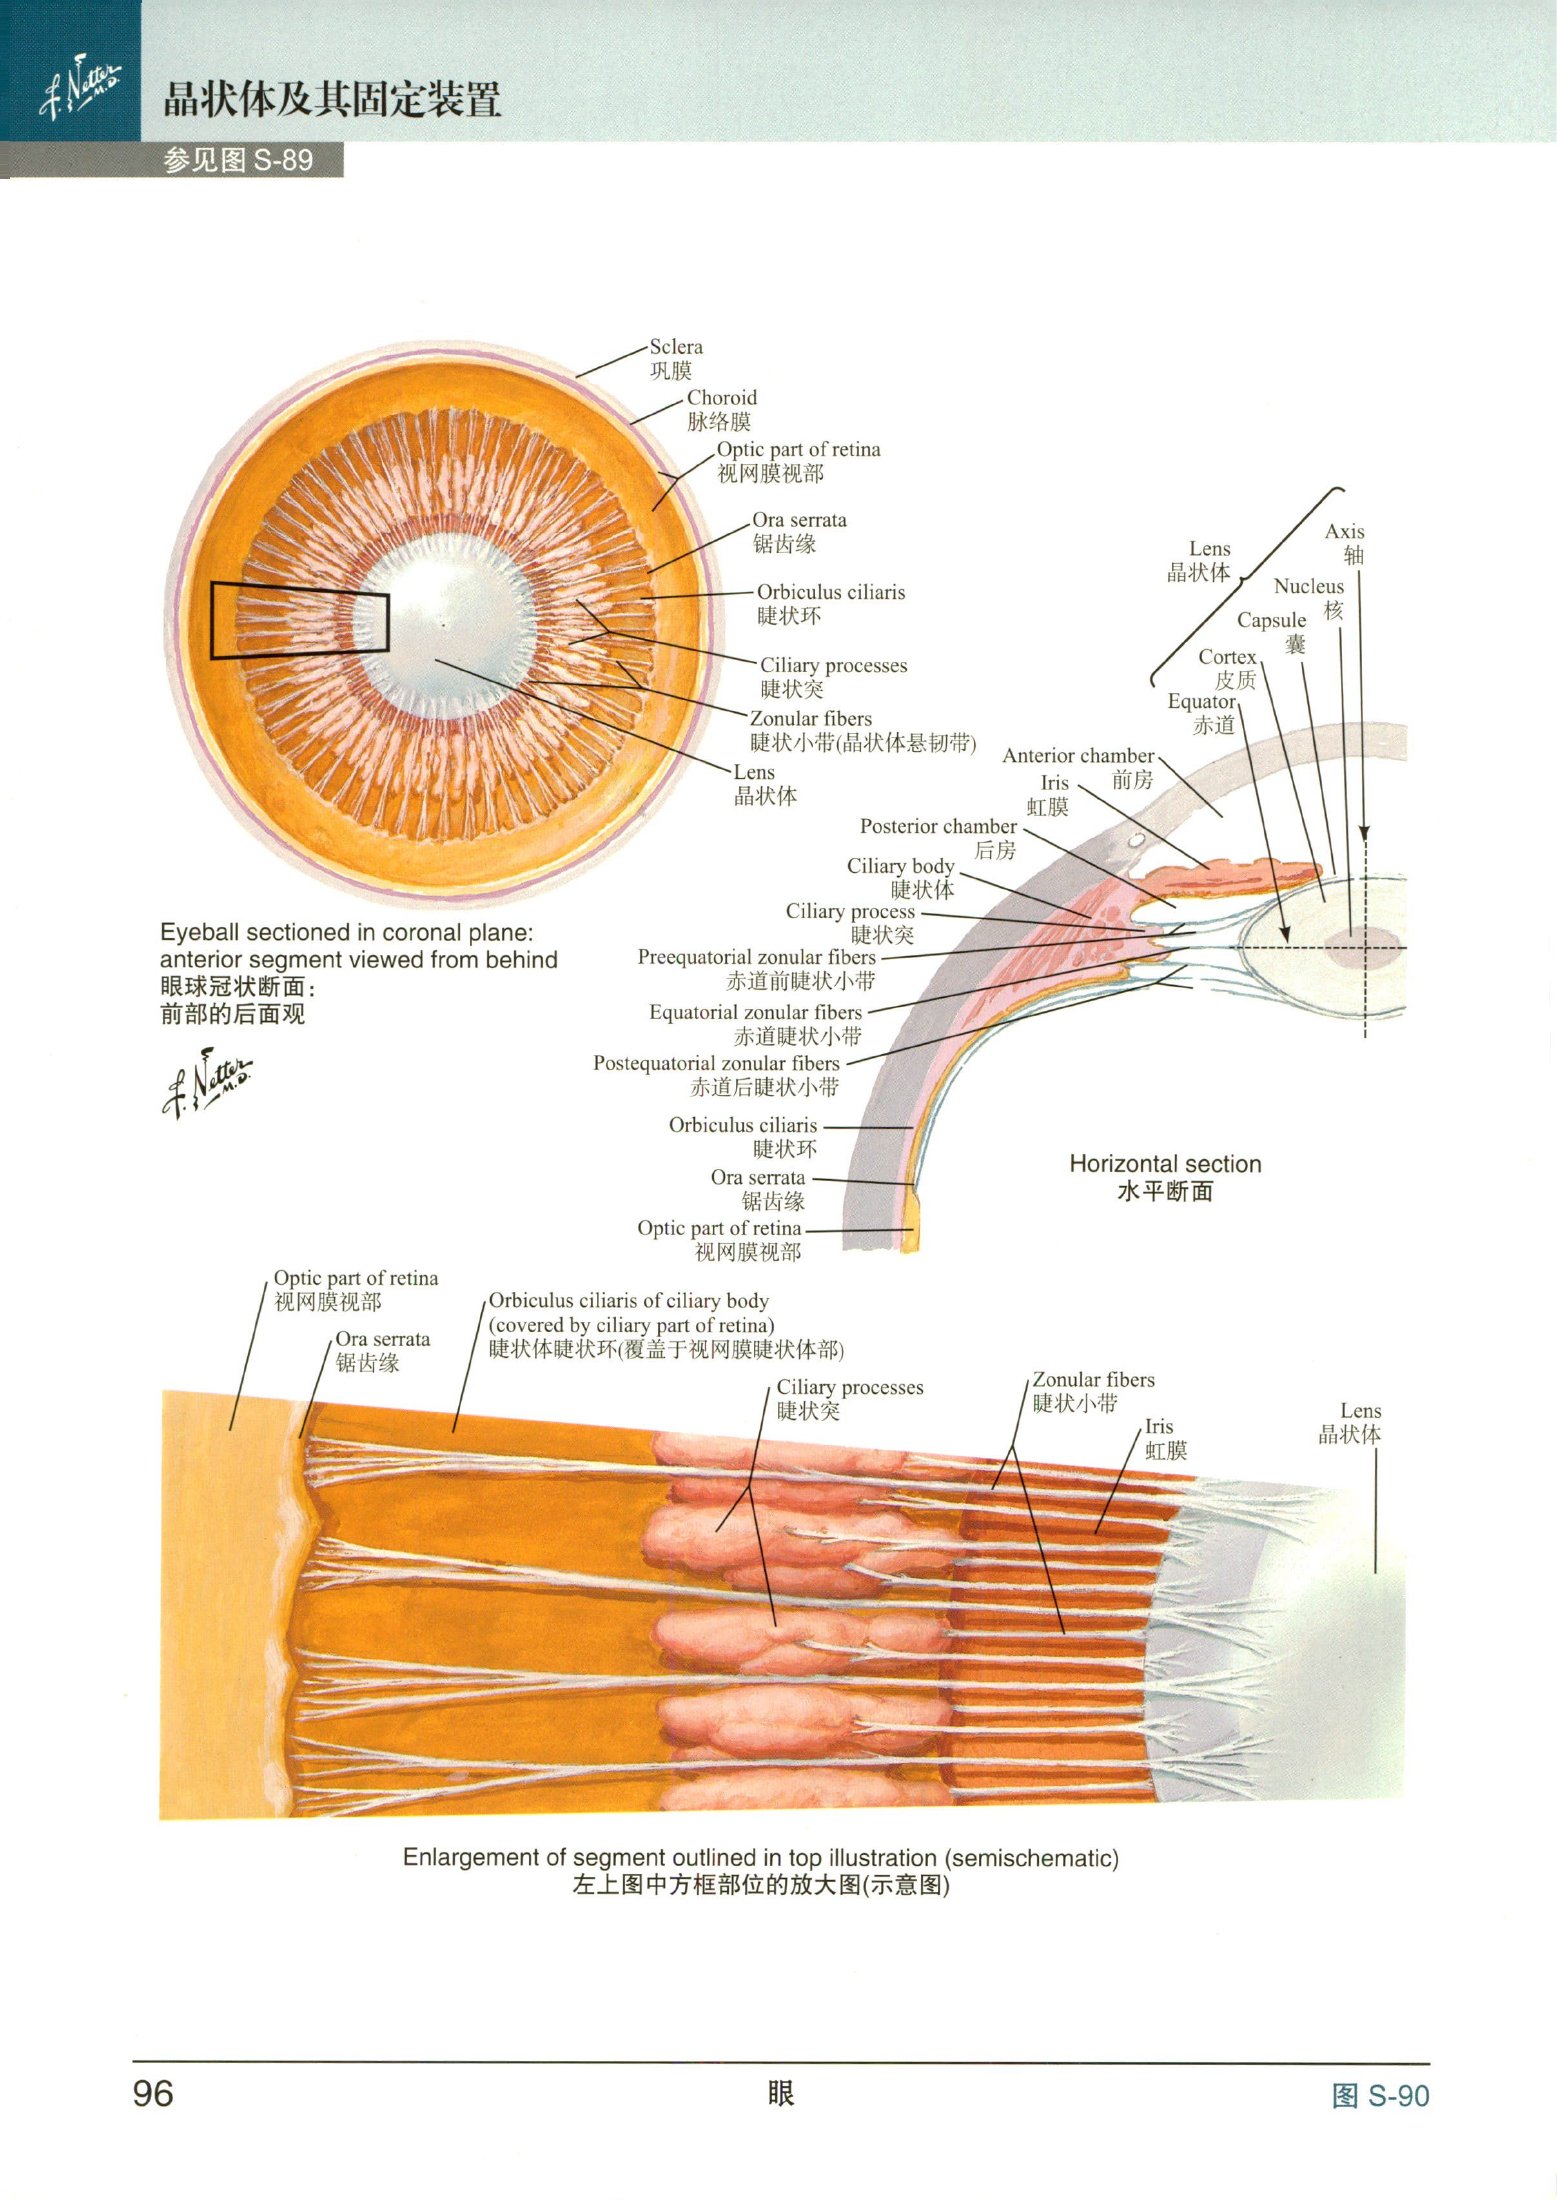 F. Netter M.D.
晶状体及其固定装置
参见图 S-89
Sclera
巩膜
Choroid
脉络膜
Optic part of retina
视网膜视部
Ora serrata
锯齿缘
Orbiculus ciliaris
睫状环
Ciliary processes
睫状突
Zonular fibers
睫状小带(晶状体悬韧带)
Lens
晶状体
Eyeball sectioned in coronal plane:
anterior segment viewed from behind
眼球冠状断面:
前部的后面观
F. Netter M.D.
Lens
晶状体
Axis
轴
Nucleus
核
Capsule
囊
Cortex
皮质
Equator
赤道
Anterior chamber
前房
Iris
虹膜
Posterior chamber
后房
Ciliary body
睫状体
Ciliary process
睫状突
Preequatorial zonular fibers
赤道前睫状小带
Equatorial zonular fibers
赤道睫状小带
Postequatorial zonular fibers
赤道后睫状小带
Orbiculus ciliaris
睫状环
Ora serrata
锯齿缘
Optic part of retina
视网膜视部
Horizontal section
水平断面
Optic part of retina
视网膜视部
Ora serrata
锯齿缘
Orbiculus ciliaris of ciliary body
(covered by ciliary part of retina)
睫状体睫状环(覆盖于视网膜睫状体部)
Ciliary processes
睫状突
Zonular fibers
睫状小带
Iris
虹膜
Lens
晶状体
Enlargement of segment outlined in top illustration (semischematic)
左上图中方框部位的放大图(示意图)
96
眼
图 S-90